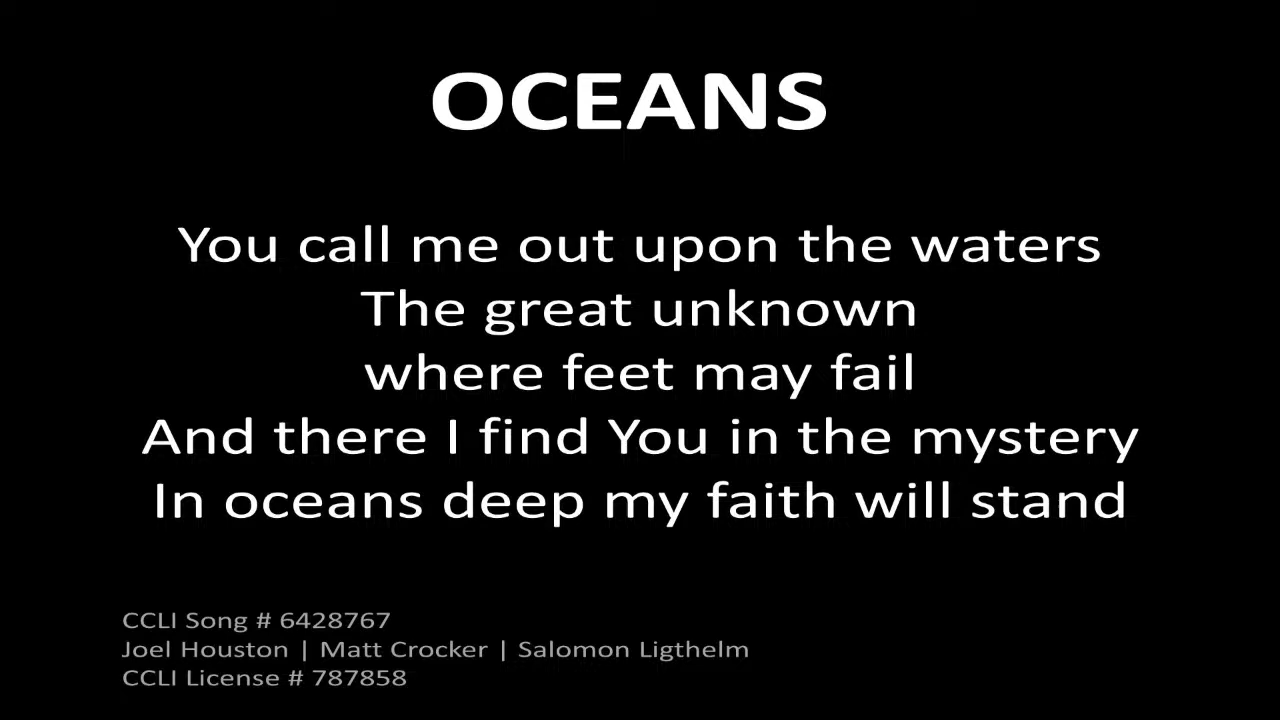 OCEANS
You call me out upon the waters
The great unknown
where feet may fail
And there I find You in the mystery
In oceans deep my faith will stand
CCLI Song # 6428767
Joel Houston | Matt Crocker | Salomon Ligthelm
CCLI License # 787858